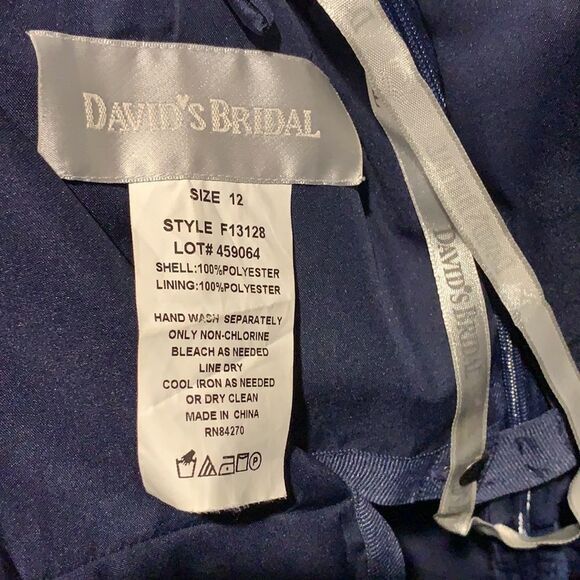 DAVID'S BRIDAL
SIZE 12
STYLE F13128
LOT# 459064
SHELL:100%POLYESTER
LINING:100%POLYESTER
HAND WASH SEPARATELY
ONLY NON-CHLORINE
BLEACH AS NEEDED
LINE DRY
COOL IRON AS NEEDED
OR DRY CLEAN
MADE IN CHINA
RN84270
P
DAVID'S BRIDAL